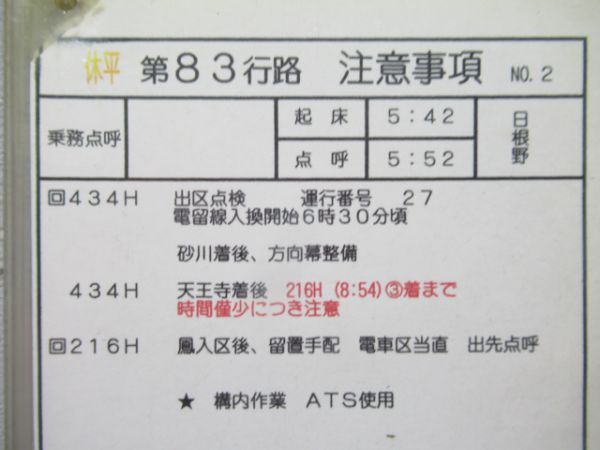 休平 第83行路 注意事項 NO.2
乗務点呼 起床 5:42 日根野
点呼 5:52
回434H 出区点検 運行番号 27
電留線入換開始6時30分頃
砂川着後、方向幕整備
434H 天王寺着後 216H (8:54)③着まで
時間僅少につき注意
回216H 鳳入区後、留置手配 電車区当直 出先点呼
★ 構内作業 ATS使用